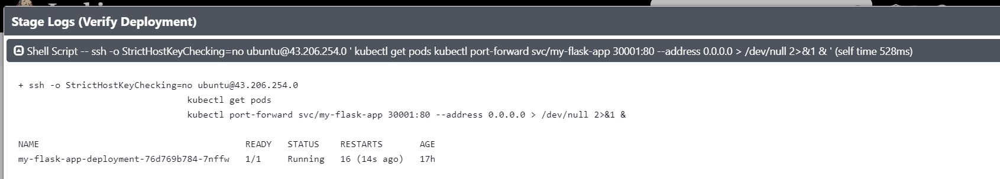 Stage Logs (Verify Deployment)
Shell Script -- ssh -o StrictHostKeyChecking=no ubuntu@43.206.254.0 ' kubectl get pods kubectl port-forward svc/my-flask-app 30001:80 --address 0.0.0.0 > /dev/null 2>&1 & ' (self time 528ms)
+ ssh -o StrictHostKeyChecking=no ubuntu@43.206.254.0
kubectl get pods
kubectl port-forward svc/my-flask-app 30001:80 --address 0.0.0.0 > /dev/null 2>&1 &
NAME READY STATUS RESTARTS AGE
my-flask-app-deployment-76d769b784-7nffw 1/1 Running 16 (14s ago) 17h